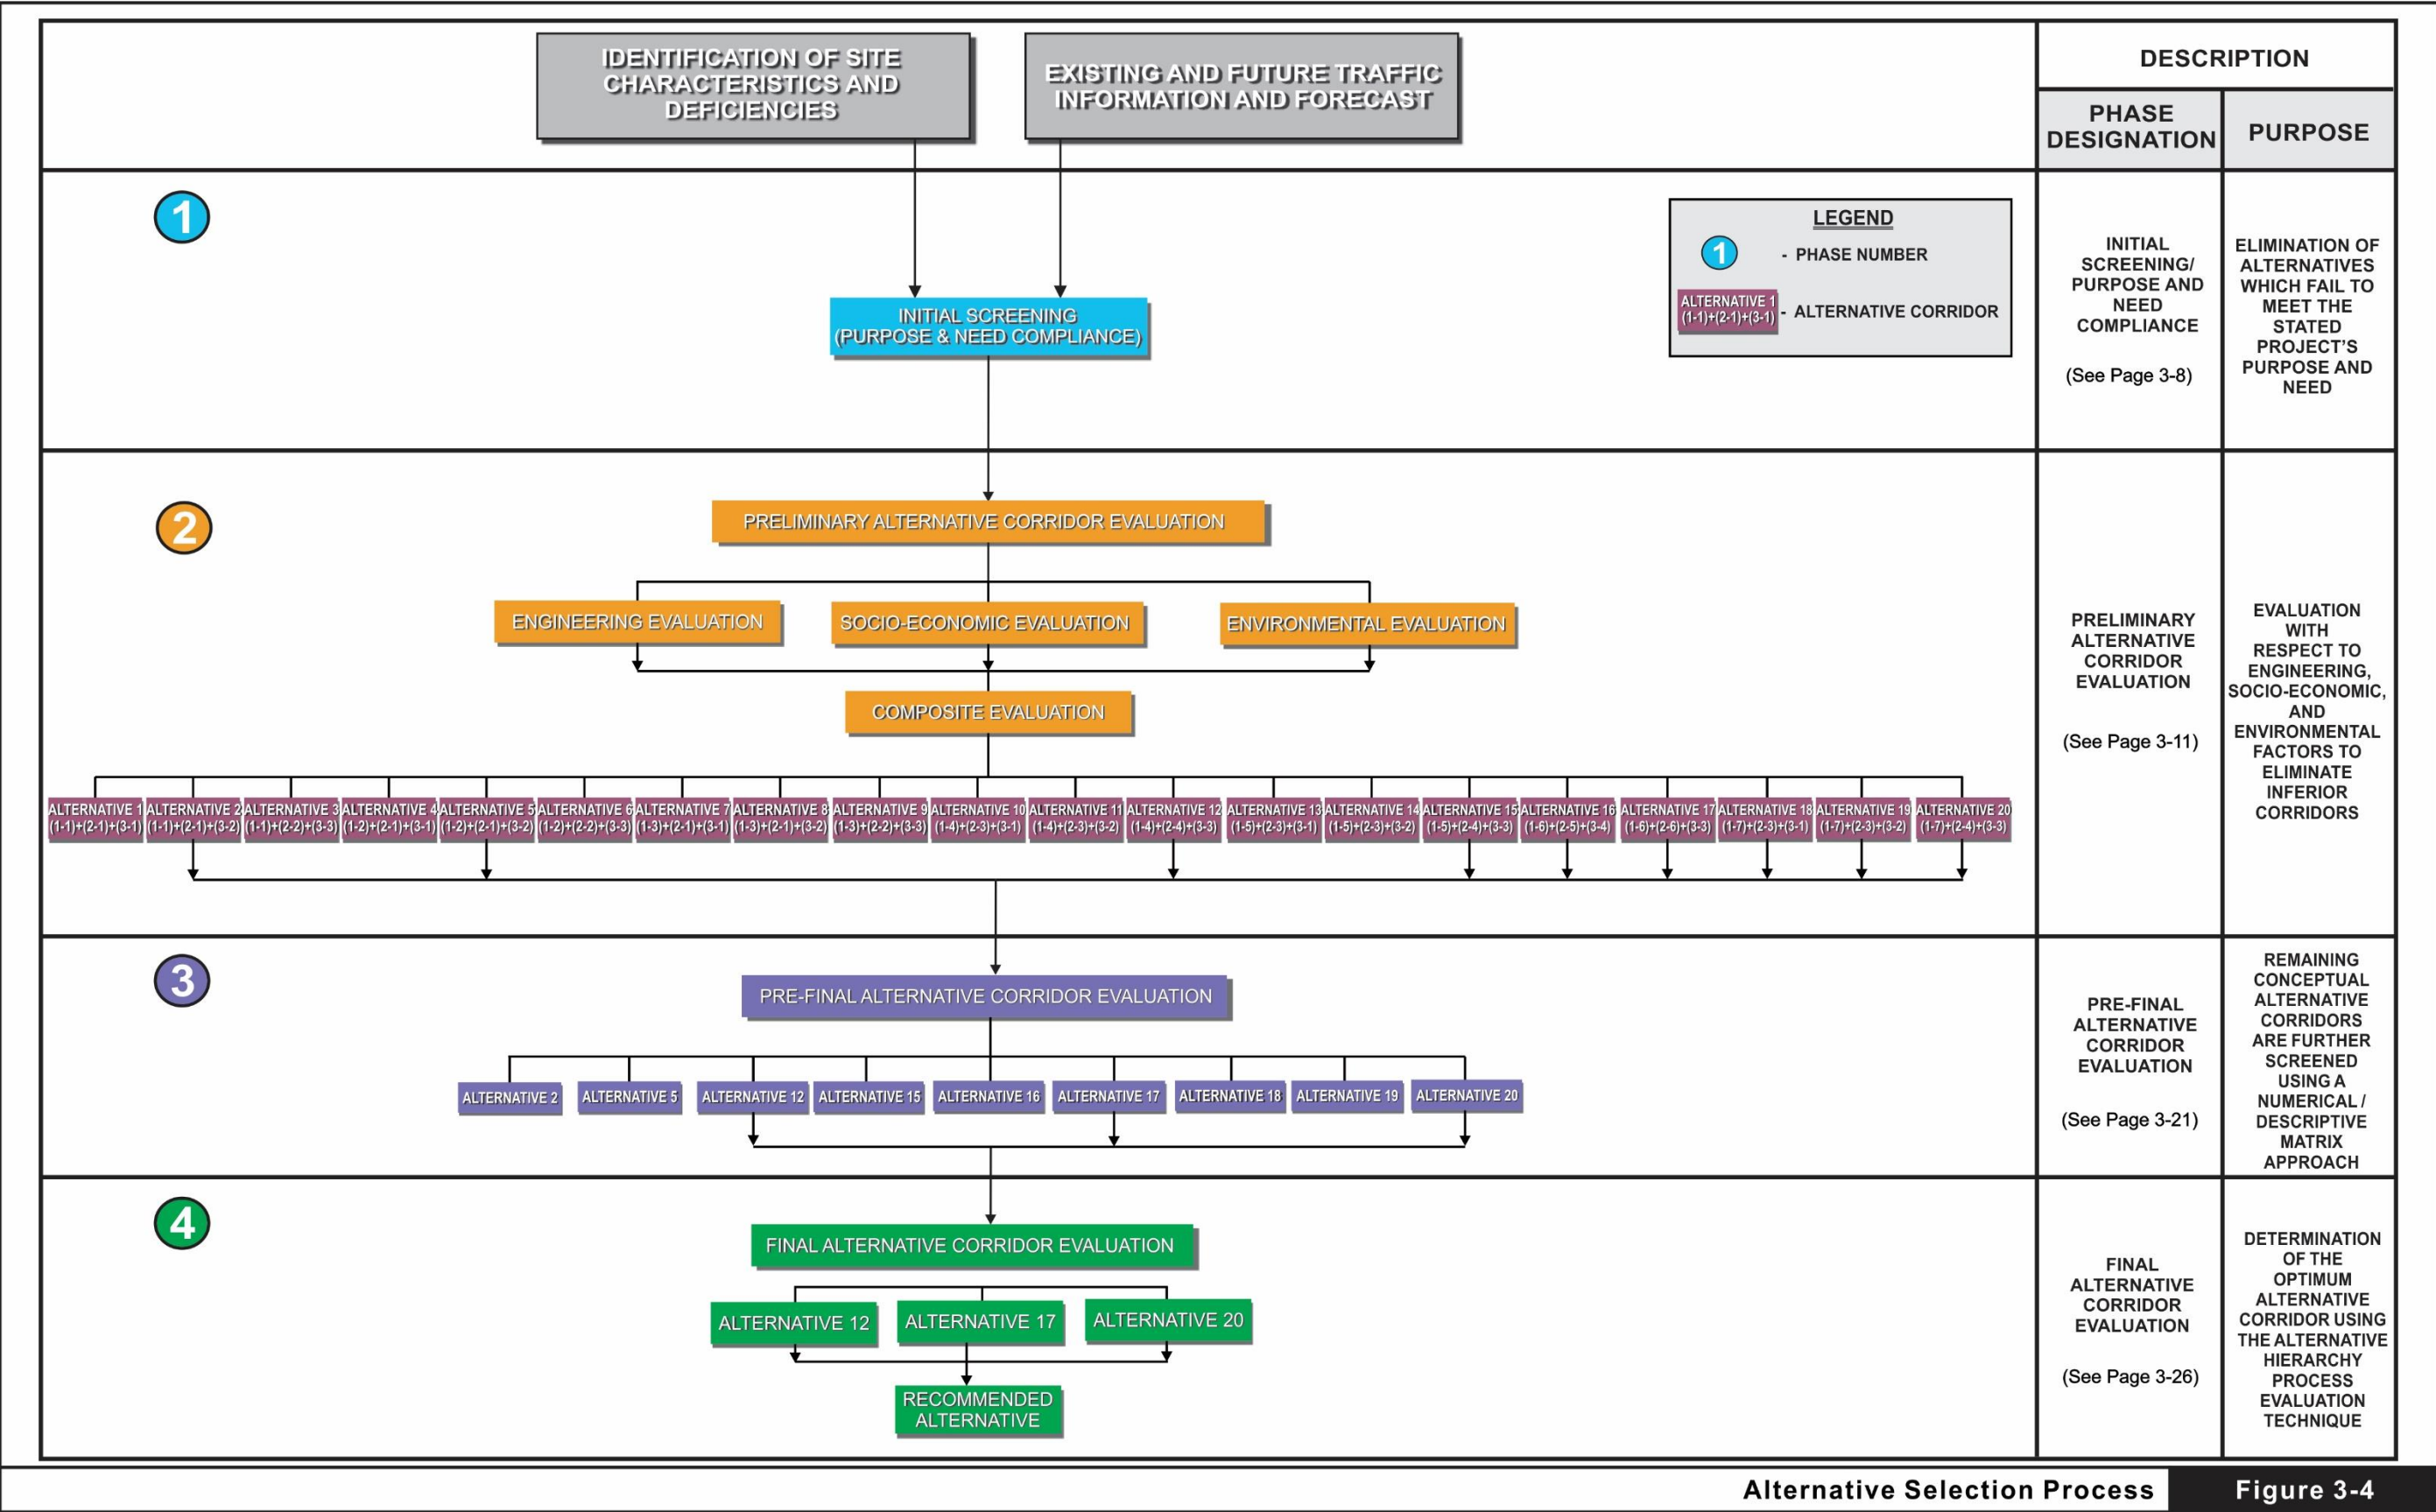 IDENTIFICATION OF SITE
CHARACTERISTICS AND
DEFICIENCIES
EXISTING AND FUTURE TRAFFIC
INFORMATION AND FORECAST
DESCRIPTION
PHASE
DESIGNATION
PURPOSE
1
INITIAL SCREENING
(PURPOSE & NEED COMPLIANCE)
LEGEND
1
- PHASE NUMBER
ALTERNATIVE 1
(1-1)+(2-1)+(3-1)
- ALTERNATIVE CORRIDOR
INITIAL
SCREENING/
PURPOSE AND
NEED
COMPLIANCE
(See Page 3-8)
ELIMINATION OF
ALTERNATIVES
WHICH FAIL TO
MEET THE
STATED
PROJECT'S
PURPOSE AND
NEED
2
PRELIMINARY ALTERNATIVE CORRIDOR EVALUATION
ENGINEERING EVALUATION
SOCIO-ECONOMIC EVALUATION
ENVIRONMENTAL EVALUATION
COMPOSITE EVALUATION
ALTERNATIVE 1
(1-1)+(2-1)+(3-1)
ALTERNATIVE 2
(1-1)+(2-1)+(3-2)
ALTERNATIVE 3
(1-1)+(2-2)+(3-3)
ALTERNATIVE 4
(1-2)+(2-1)+(3-1)
ALTERNATIVE 5
(1-2)+(2-1)+(3-2)
ALTERNATIVE 6
(1-2)+(2-2)+(3-3)
ALTERNATIVE 7
(1-3)+(2-1)+(3-1)
ALTERNATIVE 8
(1-3)+(2-1)+(3-2)
ALTERNATIVE 9
(1-3)+(2-2)+(3-3)
ALTERNATIVE 10
(1-4)+(2-3)+(3-1)
ALTERNATIVE 11
(1-4)+(2-3)+(3-2)
ALTERNATIVE 12
(1-4)+(2-4)+(3-3)
ALTERNATIVE 13
(1-5)+(2-3)+(3-1)
ALTERNATIVE 14
(1-5)+(2-3)+(3-2)
ALTERNATIVE 15
(1-5)+(2-4)+(3-3)
ALTERNATIVE 16
(1-6)+(2-5)+(3-4)
ALTERNATIVE 17
(1-6)+(2-6)+(3-3)
ALTERNATIVE 18
(1-7)+(2-3)+(3-1)
ALTERNATIVE 19
(1-7)+(2-3)+(3-2)
ALTERNATIVE 20
(1-7)+(2-4)+(3-3)
PRELIMINARY
ALTERNATIVE
CORRIDOR
EVALUATION
(See Page 3-11)
EVALUATION
WITH
RESPECT TO
ENGINEERING,
SOCIO-ECONOMIC,
AND
ENVIRONMENTAL
FACTORS TO
ELIMINATE
INFERIOR
CORRIDORS
3
PRE-FINAL ALTERNATIVE CORRIDOR EVALUATION
ALTERNATIVE 2
ALTERNATIVE 5
ALTERNATIVE 12
ALTERNATIVE 15
ALTERNATIVE 16
ALTERNATIVE 17
ALTERNATIVE 18
ALTERNATIVE 19
ALTERNATIVE 20
PRE-FINAL
ALTERNATIVE
CORRIDOR
EVALUATION
(See Page 3-21)
REMAINING
CONCEPTUAL
ALTERNATIVE
CORRIDORS
ARE FURTHER
SCREENED
USING A
NUMERICAL /
DESCRIPTIVE
MATRIX
APPROACH
4
FINAL ALTERNATIVE CORRIDOR EVALUATION
ALTERNATIVE 12
ALTERNATIVE 17
ALTERNATIVE 20
RECOMMENDED
ALTERNATIVE
FINAL
ALTERNATIVE
CORRIDOR
EVALUATION
(See Page 3-26)
DETERMINATION
OF THE
OPTIMUM
ALTERNATIVE
CORRIDOR USING
THE ALTERNATIVE
HIERARCHY
PROCESS
EVALUATION
TECHNIQUE
Alternative Selection Process
Figure 3-4